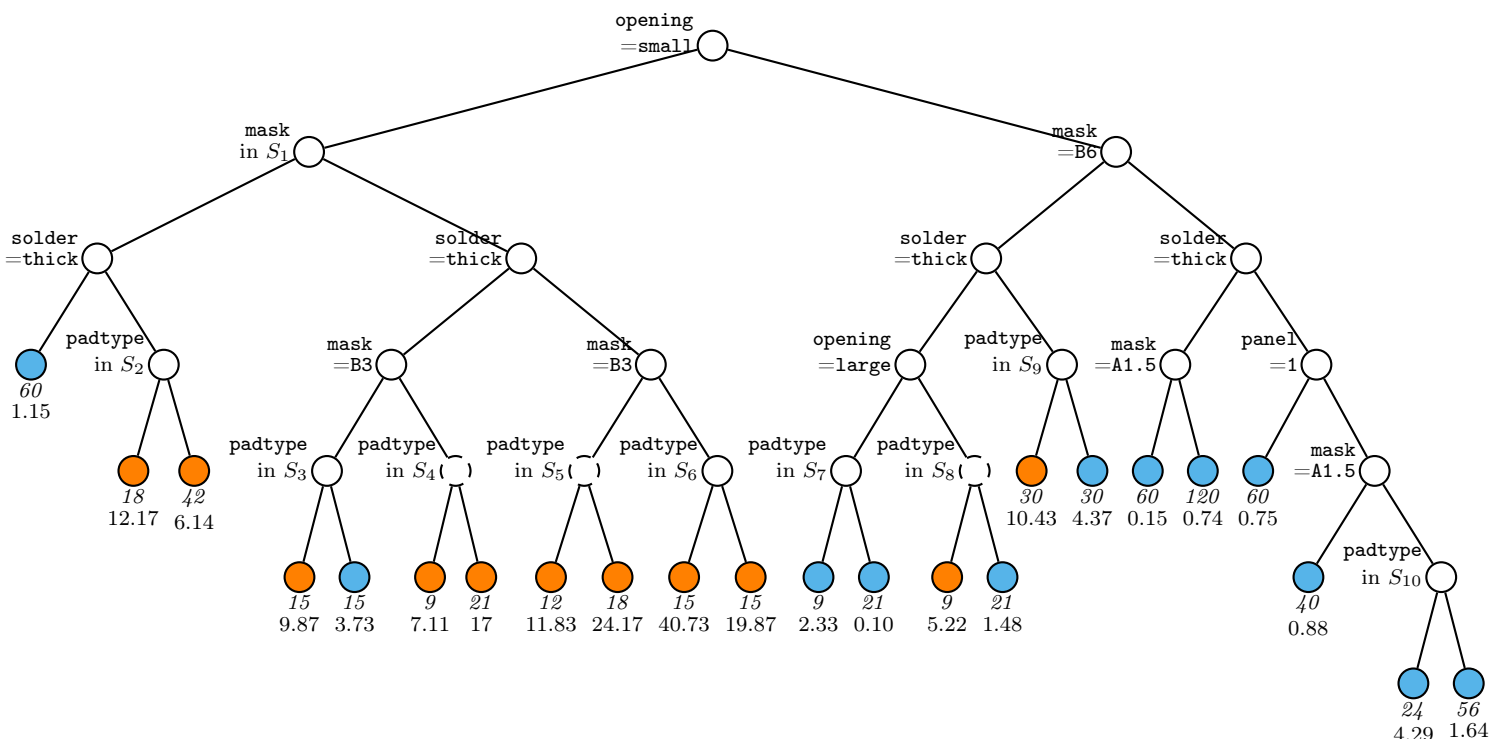 opening
=small
mask
in S₁
mask
=B6
solder
=thick
solder
=thick
solder
=thick
solder
=thick
60
1.15
padtype
in S₂
mask
=B3
mask
=B3
opening
=large
padtype
in S₉
mask
=A1.5
panel
=1
18
12.17
42
6.14
padtype
in S₃
padtype
in S₄
padtype
in S₅
padtype
in S₆
padtype
in S₇
padtype
in S₈
30
10.43
30
4.37
60
0.15
120
0.74
60
0.75
mask
=A1.5
15
9.87
15
3.73
9
7.11
21
17
12
11.83
18
24.17
15
40.73
15
19.87
9
2.33
21
0.10
9
5.22
21
1.48
40
0.88
padtype
in S₁₀
24
4.29
56
1.64